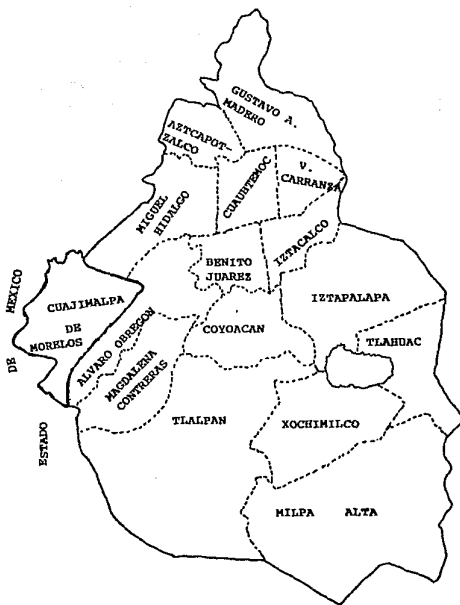 GUSTAVO A.
MADERO
AZTCAPOT-
ZALCO
CUAUHTEMOC
V.
CARRANZA
MIGUEL
HIDALGO
IZTACALCO
BENITO
JUAREZ
CUAJIMALPA
DE
MORELOS
IZTAPALAPA
COYOACAN
TLAHUAC
ALVARO OBREGON
MAGDALENA
CONTRERAS
TLALPAN
XOCHIMILCO
MILPA ALTA
ESTADO DE MEXICO